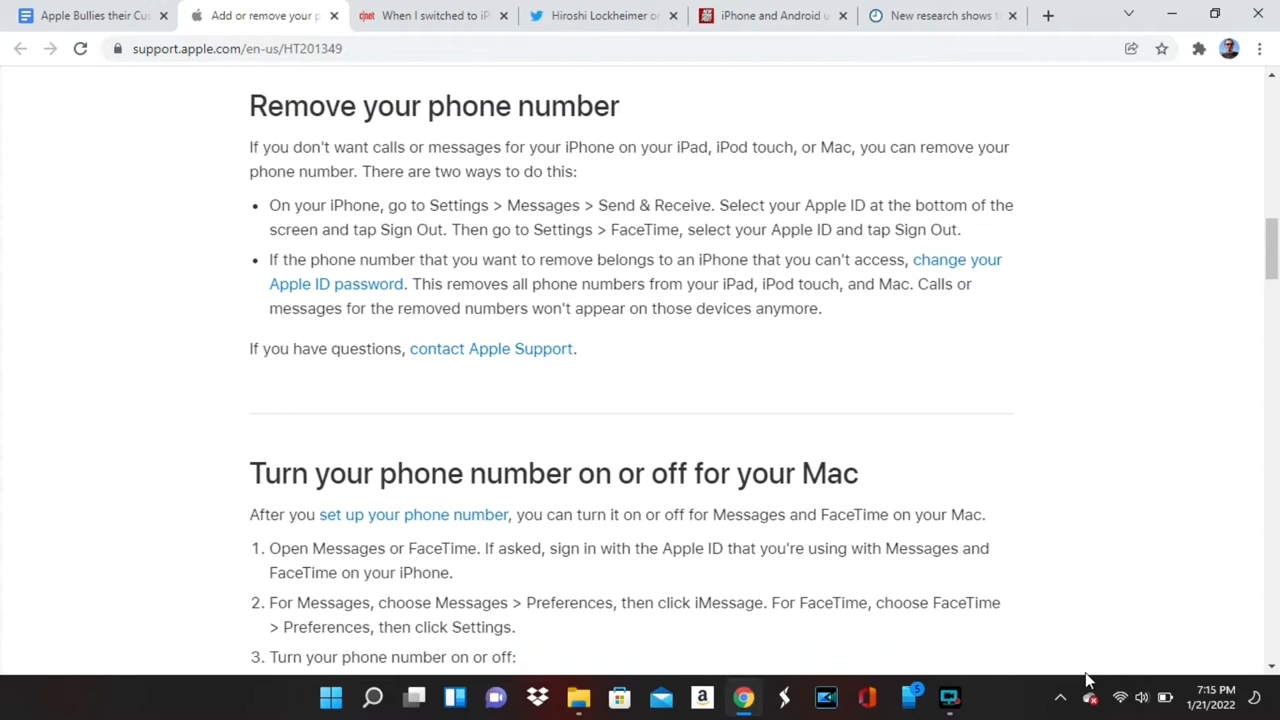 Apple Bullies their Cus
Add or remove your p
cnet
When I switched to iP
Hiroshi Lockheimer on
iPhone and Android u
New research shows t
support.apple.com/en-us/HT201349
Remove your phone number
If you don't want calls or messages for your iPhone on your iPad, iPod touch, or Mac, you can remove your
phone number. There are two ways to do this:
• On your iPhone, go to Settings > Messages > Send & Receive. Select your Apple ID at the bottom of the
screen and tap Sign Out. Then go to Settings > FaceTime, select your Apple ID and tap Sign Out.
• If the phone number that you want to remove belongs to an iPhone that you can't access, change your
Apple ID password. This removes all phone numbers from your iPad, iPod touch, and Mac. Calls or
messages for the removed numbers won't appear on those devices anymore.
If you have questions, contact Apple Support.
Turn your phone number on or off for your Mac
After you set up your phone number, you can turn it on or off for Messages and FaceTime on your Mac.
1. Open Messages or FaceTime. If asked, sign in with the Apple ID that you're using with Messages and
FaceTime on your iPhone.
2. For Messages, choose Messages > Preferences, then click iMessage. For FaceTime, choose FaceTime
> Preferences, then click Settings.
3. Turn your phone number on or off:
a
5
7:15 PM
1/21/2022